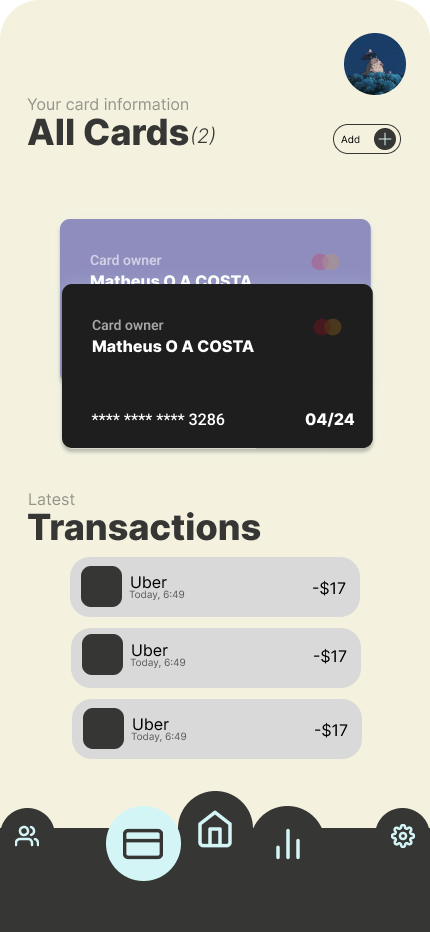 Your card information
All Cards(2)
Add
Card owner
Matheus O A COSTA
Card owner
Matheus O A COSTA
**** **** **** 3286 04/24
Latest
Transactions
Uber
Today, 6:49
-$17
Uber
Today, 6:49
-$17
Uber
Today, 6:49
-$17